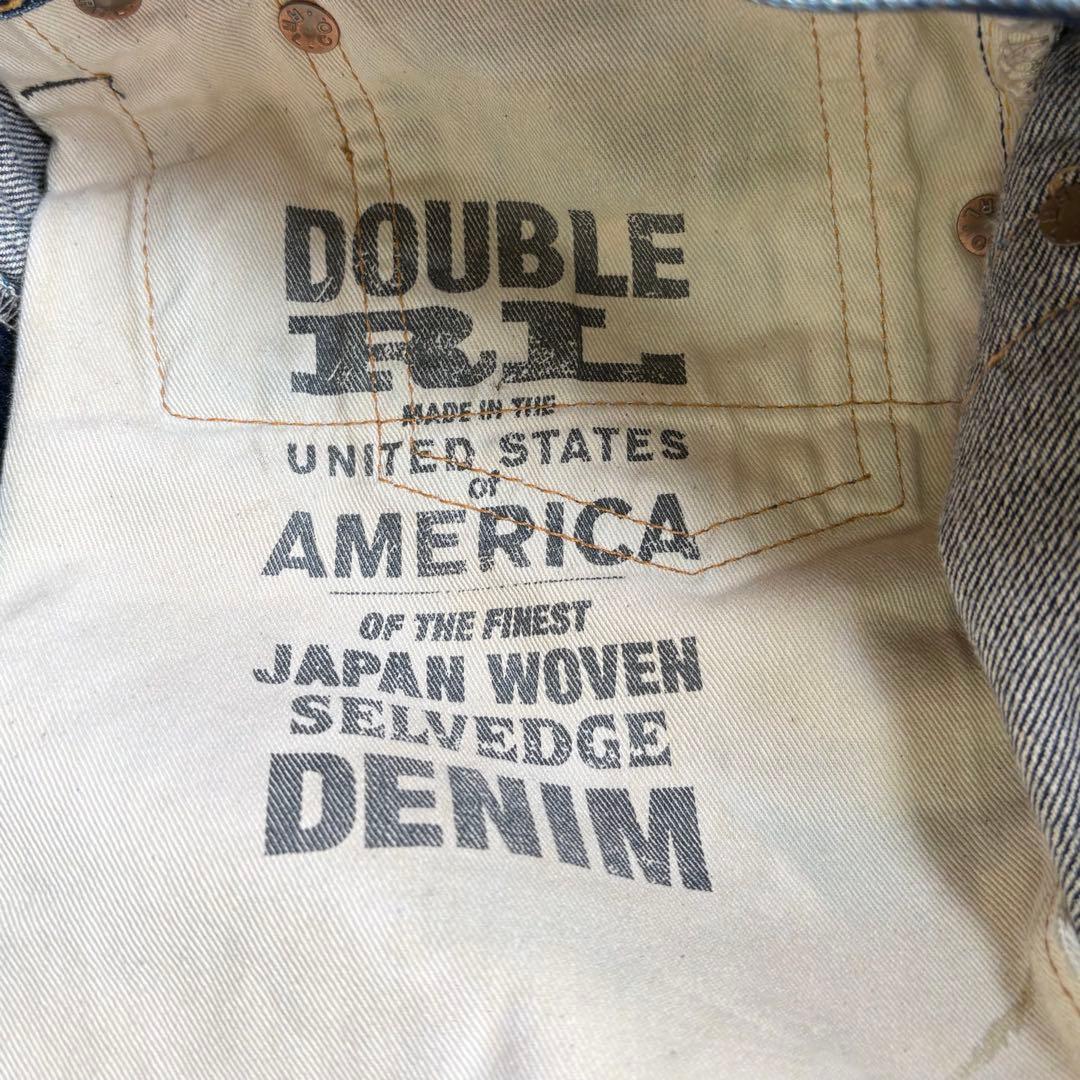 DOUBLE
RL
MADE IN THE
UNITED STATES
of
AMERICA
OF THE FINEST
JAPAN WOVEN
SELVEDGE
DENIM